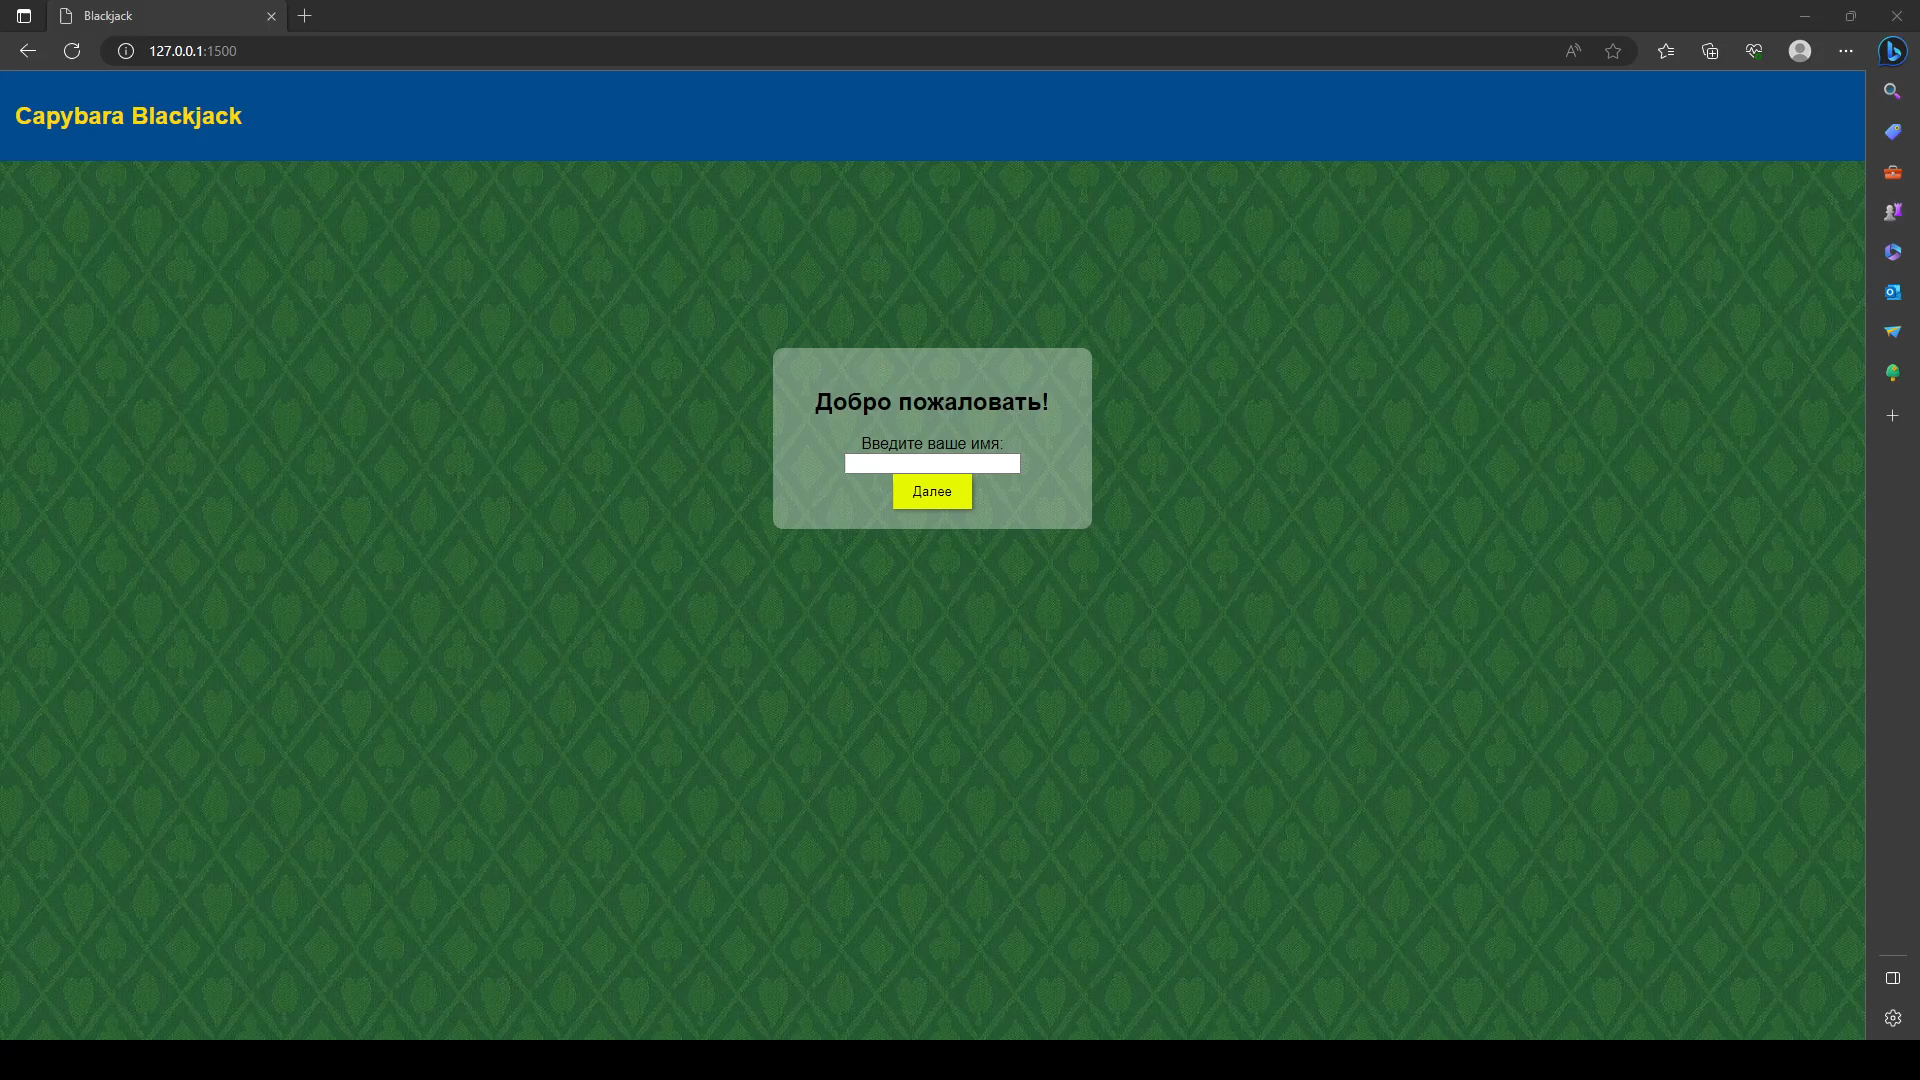 Blackjack
127.0.0.1:1500
Capybara Blackjack
Добро пожаловать!
Введите ваше имя:
Далее